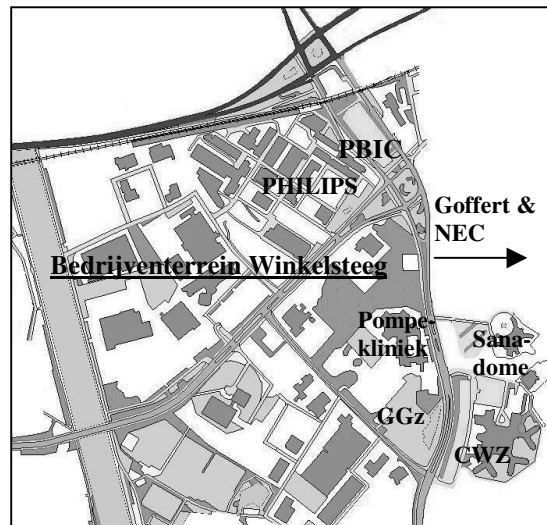 PBIC
PHILIPS
Goffert &
NEC
Bedrijventerrein Winkelsteeg
Pompe-
kliniek
Sana-
dome
GGz
CWZ